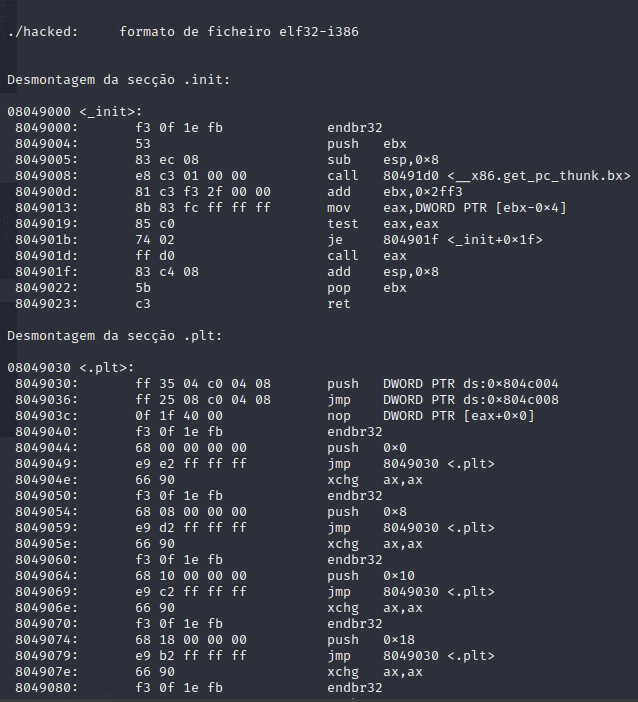 ./hacked:     formato de ficheiro elf32-i386
Desmontagem da secção .init:
08049000 <_init>:
 8049000:       f3 0f 1e fb             endbr32
 8049004:       53                      push   ebx
 8049005:       83 ec 08                sub    esp,0x8
 8049008:       e8 c3 01 00 00          call   80491d0 <__x86.get_pc_thunk.bx>
 804900d:       81 c3 f3 2f 00 00       add    ebx,0x2ff3
 8049013:       8b 83 fc ff ff ff       mov    eax,DWORD PTR [ebx-0x4]
 8049019:       85 c0                   test   eax,eax
 804901b:       74 02                   je     804901f <_init+0x1f>
 804901d:       ff d0                   call   eax
 804901f:       83 c4 08                add    esp,0x8
 8049022:       5b                      pop    ebx
 8049023:       c3                      ret
Desmontagem da secção .plt:
08049030 <.plt>:
 8049030:       ff 35 04 c0 04 08       push   DWORD PTR ds:0x804c004
 8049036:       ff 25 08 c0 04 08       jmp    DWORD PTR ds:0x804c008
 804903c:       0f 1f 40 00             nop    DWORD PTR [eax+0x0]
 8049040:       f3 0f 1e fb             endbr32
 8049044:       68 00 00 00 00          push   0x0
 8049049:       e9 e2 ff ff ff          jmp    8049030 <.plt>
 804904e:       66 90                   xchg   ax,ax
 8049050:       f3 0f 1e fb             endbr32
 8049054:       68 08 00 00 00          push   0x8
 8049059:       e9 d2 ff ff ff          jmp    8049030 <.plt>
 804905e:       66 90                   xchg   ax,ax
 8049060:       f3 0f 1e fb             endbr32
 8049064:       68 10 00 00 00          push   0x10
 8049069:       e9 c2 ff ff ff          jmp    8049030 <.plt>
 804906e:       66 90                   xchg   ax,ax
 8049070:       f3 0f 1e fb             endbr32
 8049074:       68 18 00 00 00          push   0x18
 8049079:       e9 b2 ff ff ff          jmp    8049030 <.plt>
 804907e:       66 90                   xchg   ax,ax
 8049080:       f3 0f 1e fb             endbr32